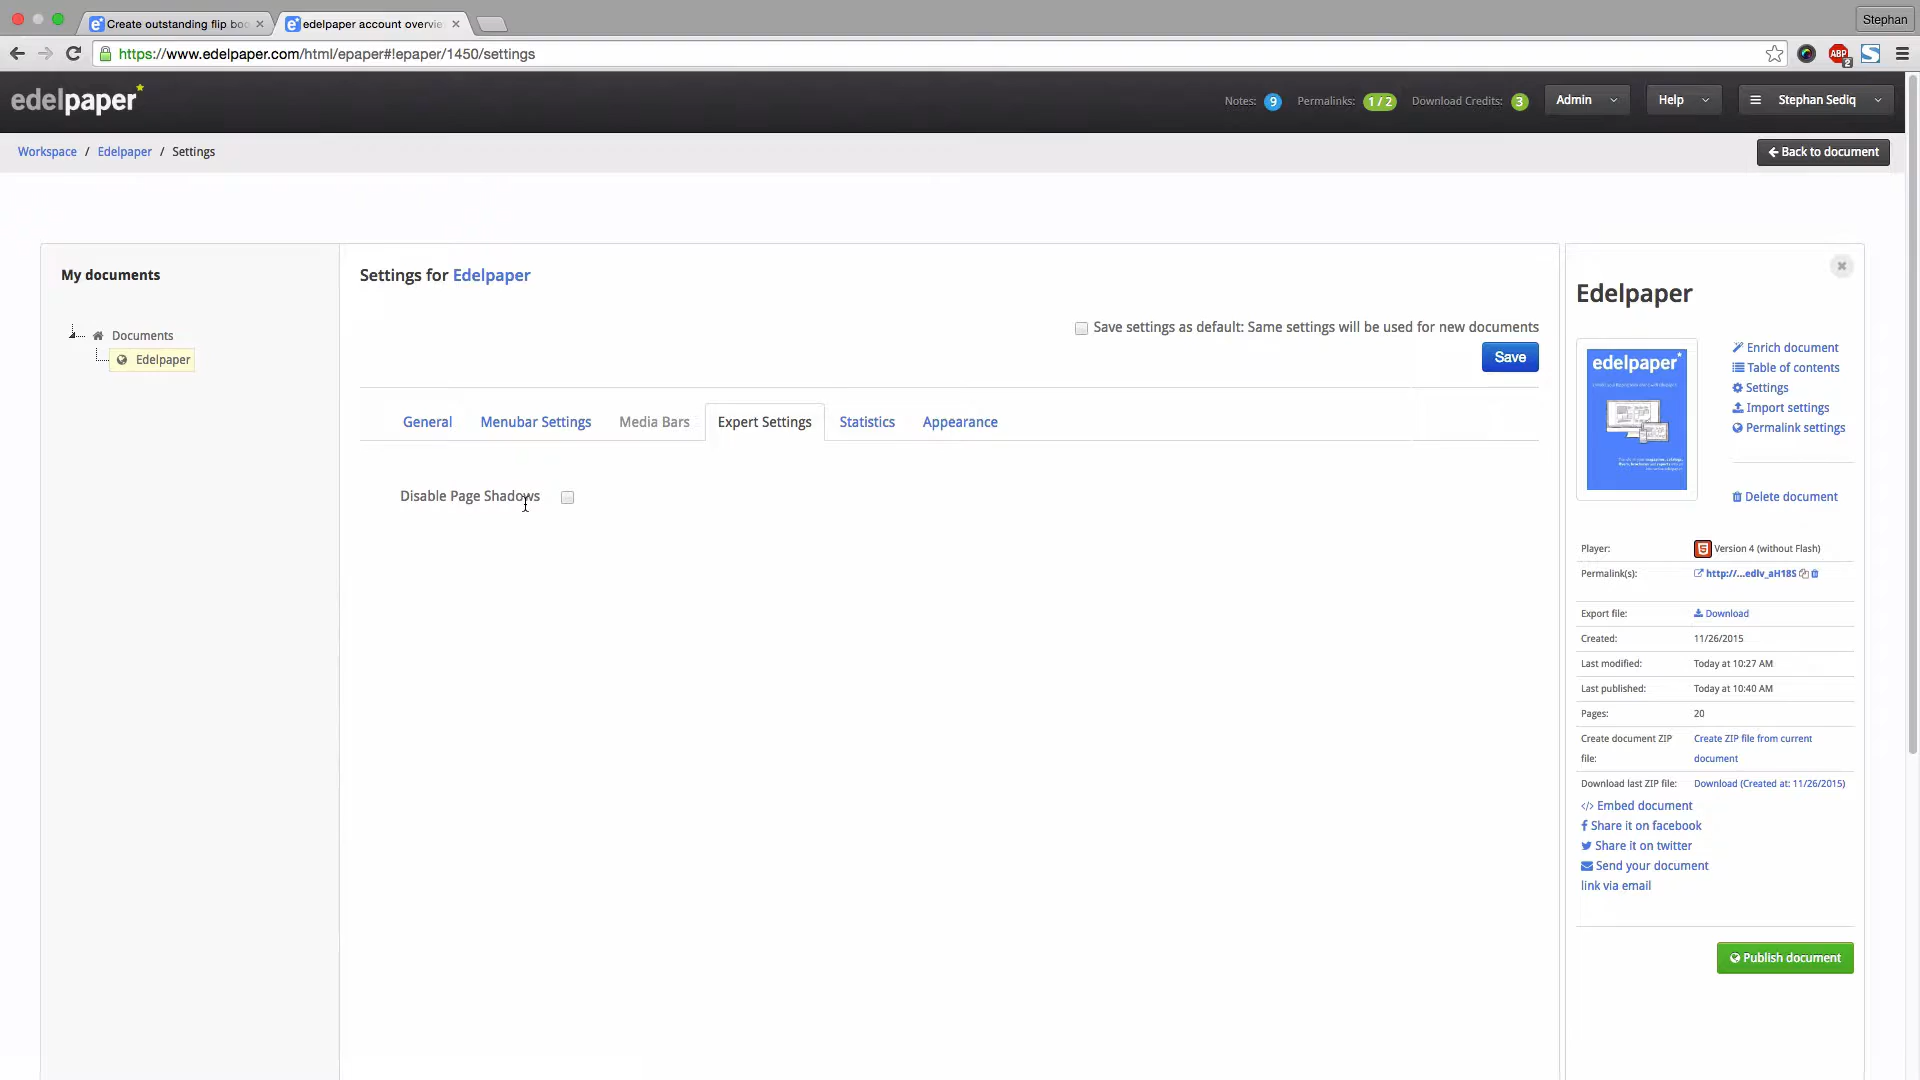 Create outstanding flip boo
edelpaper account overvie
Stephan
https://www.edelpaper.com/html/epaper#!epaper/1450/settings
ABP
2
edelpaper*
Notes: 9 Permalinks: 1 / 2 Download Credits: 3 Admin Help Stephan Sediq
Workspace / Edelpaper / Settings
Back to document
My documents
Documents
Edelpaper
Settings for Edelpaper
Save settings as default: Same settings will be used for new documents
Save
General Menubar Settings Media Bars Expert Settings Statistics Appearance
Disable Page Shadows
Edelpaper
edelpaper*
Enrich document
Table of contents
Settings
Import settings
Permalink settings
Delete document
Player: Version 4 (without Flash)
Permalink(s): http://...edlv_aH18S
Export file: Download
Created: 11/26/2015
Last modified: Today at 10:27 AM
Last published: Today at 10:40 AM
Pages: 20
Create document ZIP Create ZIP file from current
file: document
Download last ZIP file: Download (Created at: 11/26/2015)
</> Embed document
Share it on facebook
Share it on twitter
Send your document
link via email
Publish document